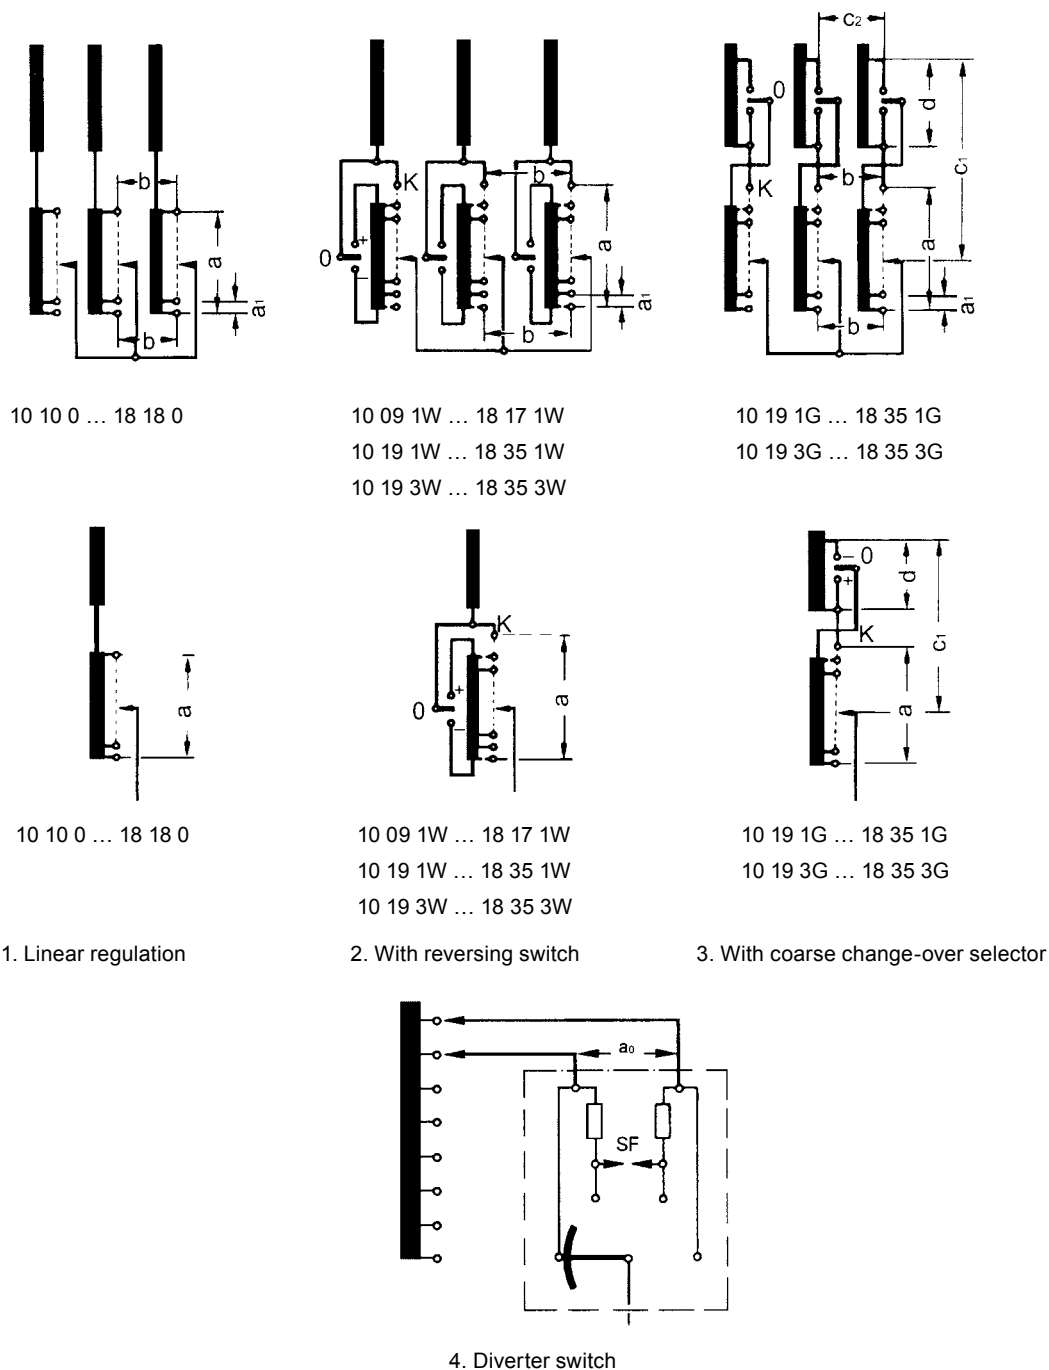 c2
b
a
a1
b
K
b
0
+
−
a
a1
b
0
d
c1
K
b
a
a1
b
10 10 0 … 18 18 0
10 09 1W … 18 17 1W
10 19 1W … 18 35 1W
10 19 3W … 18 35 3W
10 19 1G … 18 35 1G
10 19 3G … 18 35 3G
a
K
0
+
−
a
− 0
+
d
c1
K
a
10 10 0 … 18 18 0
10 09 1W … 18 17 1W
10 19 1W … 18 35 1W
10 19 3W … 18 35 3W
10 19 1G … 18 35 1G
10 19 3G … 18 35 3G
1. Linear regulation
2. With reversing switch
3. With coarse change-over selector
a0
SF
4. Diverter switch